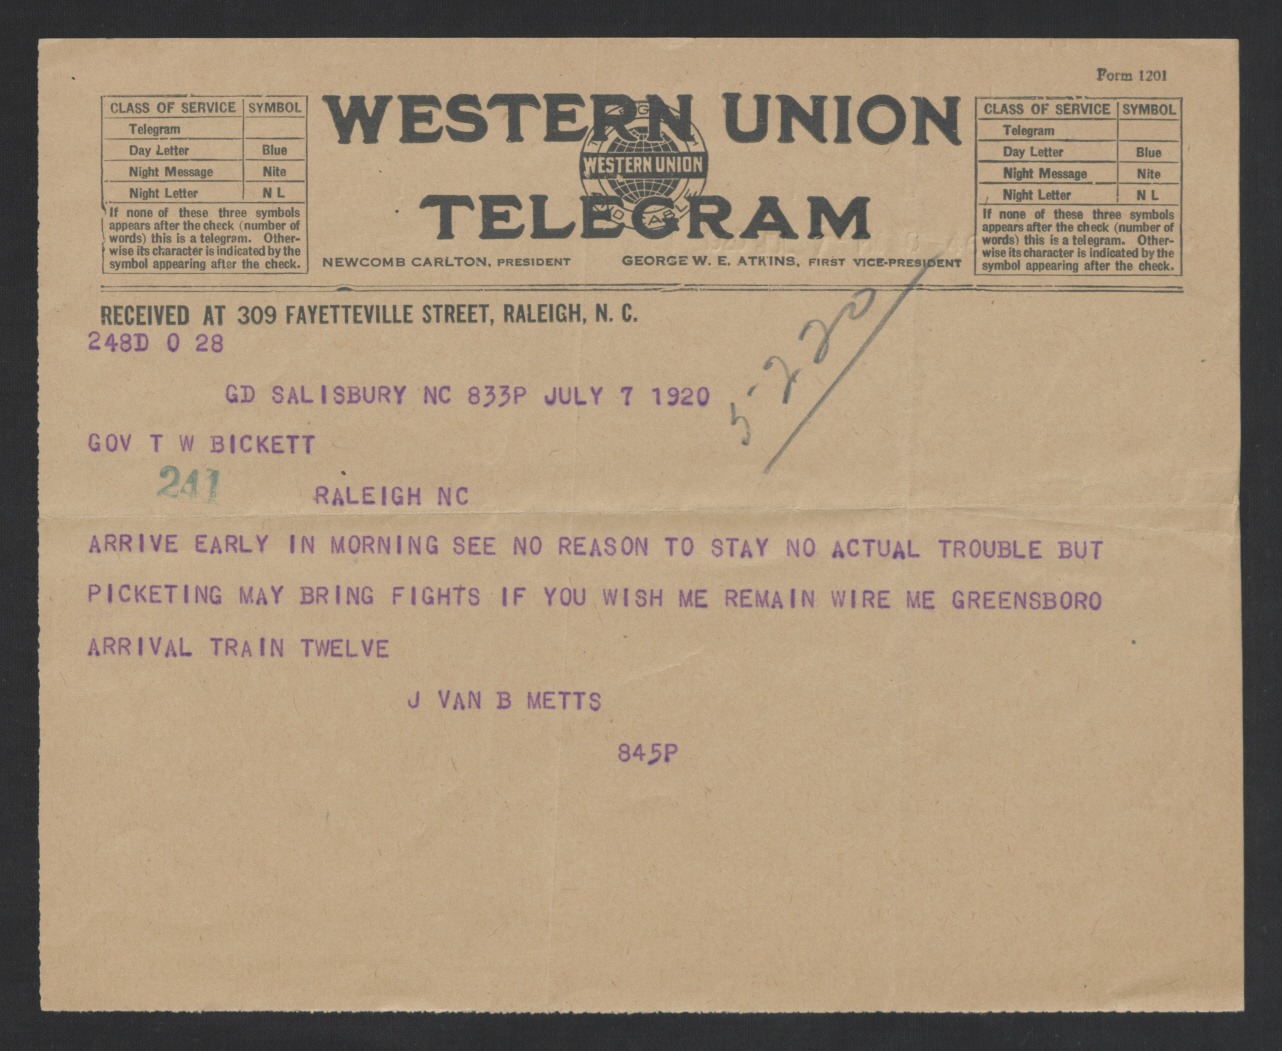 Form 1201
CLASS OF SERVICE SYMBOL
Telegram
Day Letter Blue
Night Message Nite
Night Letter N L
If none of these three symbols
appears after the check (number of
words) this is a telegram. Other-
wise its character is indicated by the
symbol appearing after the check.
WESTERN UNION
WESTERN UNION
TELEGRAM
NEWCOMB CARLTON, PRESIDENT GEORGE W. E. ATKINS, FIRST VICE-PRESIDENT
CLASS OF SERVICE SYMBOL
Telegram
Day Letter Blue
Night Message Nite
Night Letter N L
If none of these three symbols
appears after the check (number of
words) this is a telegram. Other-
wise its character is indicated by the
symbol appearing after the check.
RECEIVED AT 309 FAYETTEVILLE STREET, RALEIGH, N. C.
248D O 28
5-220
GD SALISBURY NC 833P JULY 7 1920
GOV T W BICKETT
241
RALEIGH NC
ARRIVE EARLY IN MORNING SEE NO REASON TO STAY NO ACTUAL TROUBLE BUT
PICKETING MAY BRING FIGHTS IF YOU WISH ME REMAIN WIRE ME GREENSBORO
ARRIVAL TRAIN TWELVE
J VAN B METTS
845P